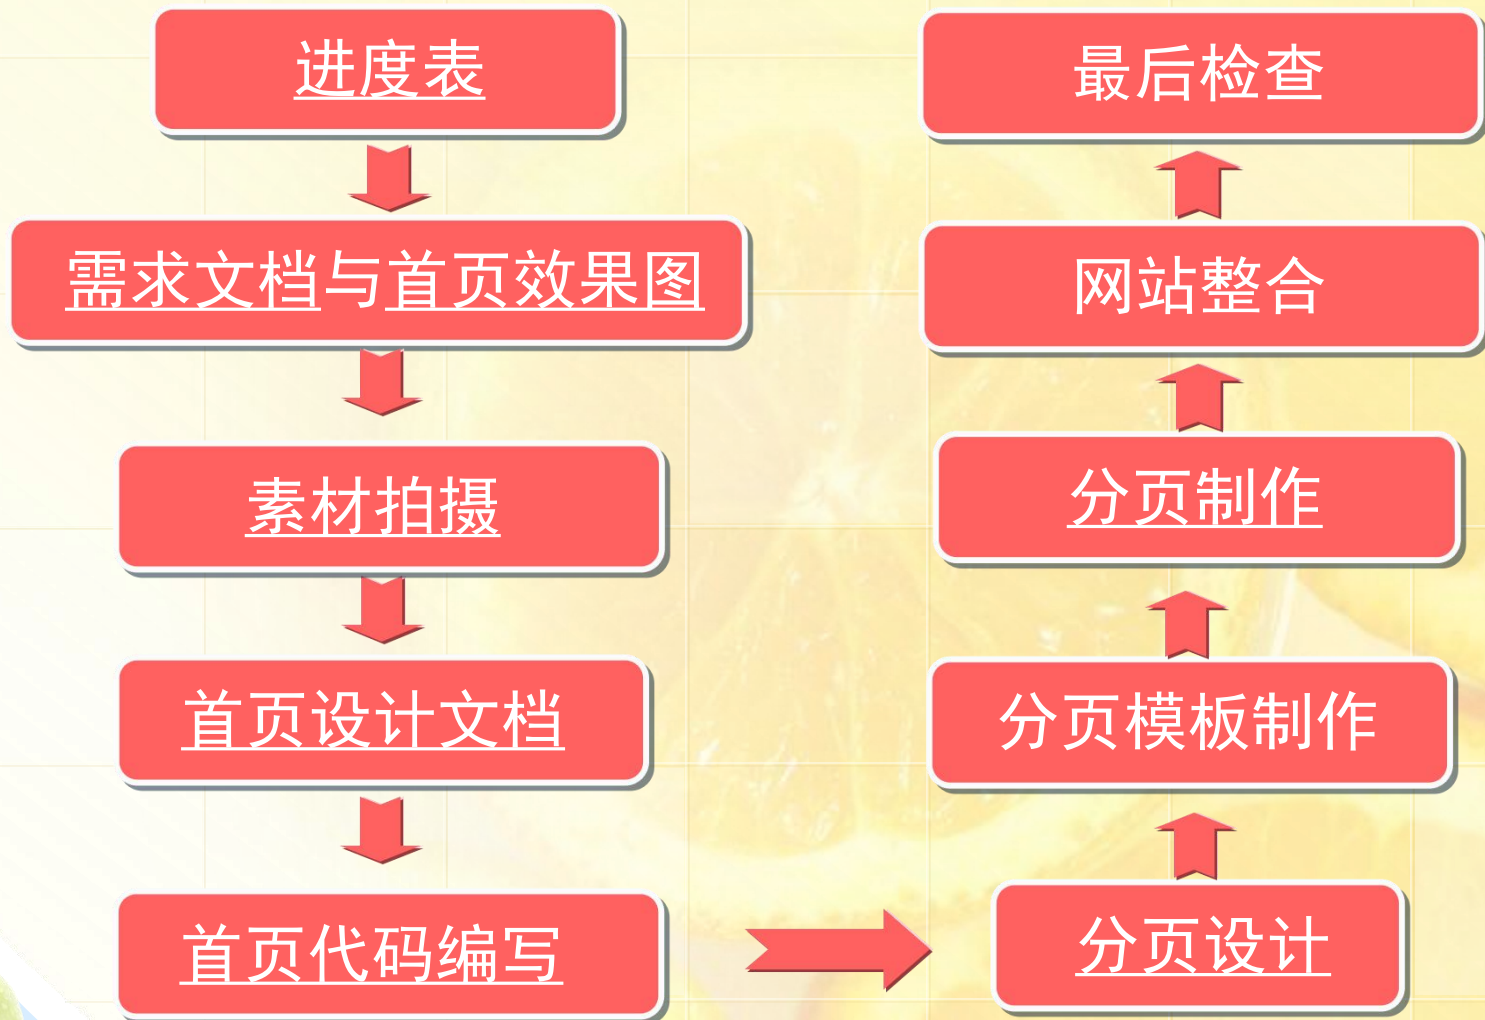 进度表
需求文档与首页效果图
素材拍摄
首页设计文档
首页代码编写
分页设计
分页模板制作
分页制作
网站整合
最后检查